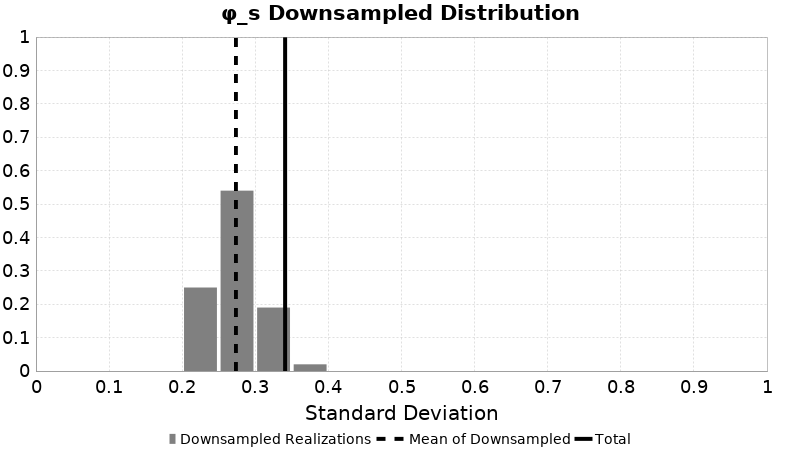 φ_s Downsampled Distribution
1
0.9
0.8
0.7
0.6
0.5
0.4
0.3
0.2
0.1
0
0 0.1 0.2 0.3 0.4 0.5 0.6 0.7 0.8 0.9 1
Standard Deviation
Downsampled Realizations Mean of Downsampled Total